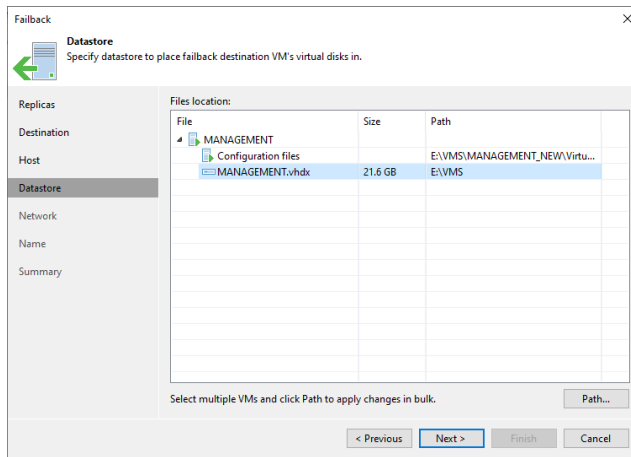 Failback
Datastore
Specify datastore to place failback destination VM's virtual disks in.
Replicas
Destination
Host
Datastore
Network
Name
Summary
Files location:
File Size Path
MANAGEMENT
Configuration files E:\VMS\MANAGEMENT_NEW\Virtu...
MANAGEMENT.vhdx 21.6 GB E:\VMS
Select multiple VMs and click Path to apply changes in bulk.
Path...
< Previous Next > Finish Cancel